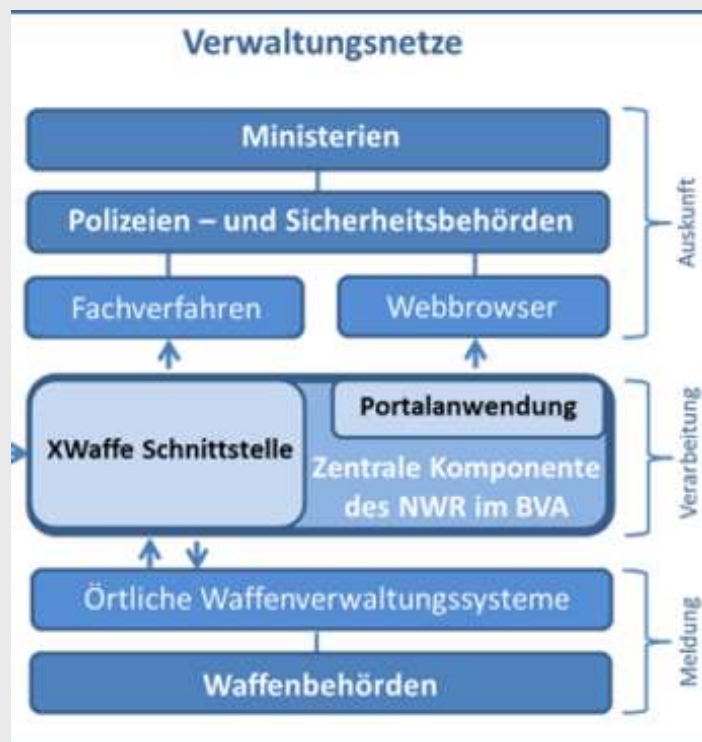 Verwaltungsnetze
Ministerien
Polizeien – und Sicherheitsbehörden
Auskunft
Fachverfahren
Webbrowser
XWaffe Schnittstelle
Portalanwendung
Zentrale Komponente
des NWR im BVA
Verarbeitung
Örtliche Waffenverwaltungssysteme
Waffenbehörden
Meldung